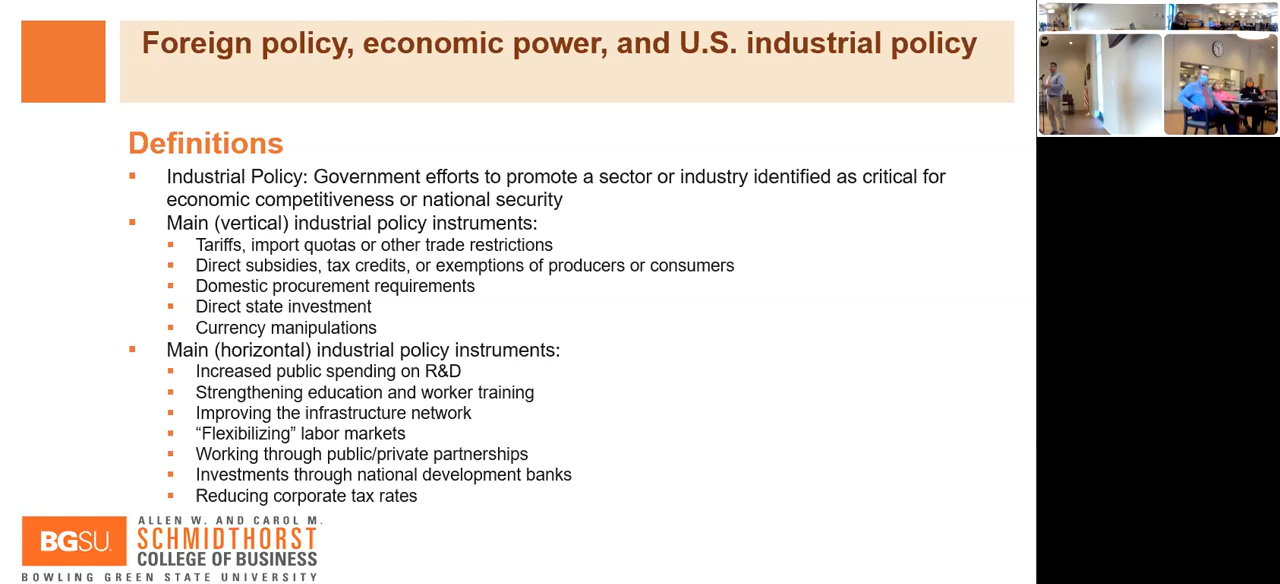 Foreign policy, economic power, and U.S. industrial policy
Definitions
Industrial Policy: Government efforts to promote a sector or industry identified as critical for
economic competitiveness or national security
Main (vertical) industrial policy instruments:
Tariffs, import quotas or other trade restrictions
Direct subsidies, tax credits, or exemptions of producers or consumers
Domestic procurement requirements
Direct state investment
Currency manipulations
Main (horizontal) industrial policy instruments:
Increased public spending on R&D
Strengthening education and worker training
Improving the infrastructure network
“Flexibilizing” labor markets
Working through public/private partnerships
Investments through national development banks
Reducing corporate tax rates
BGSU.
ALLEN W. AND CAROL M.
SCHMIDTHORST
COLLEGE OF BUSINESS
BOWLING GREEN STATE UNIVERSITY